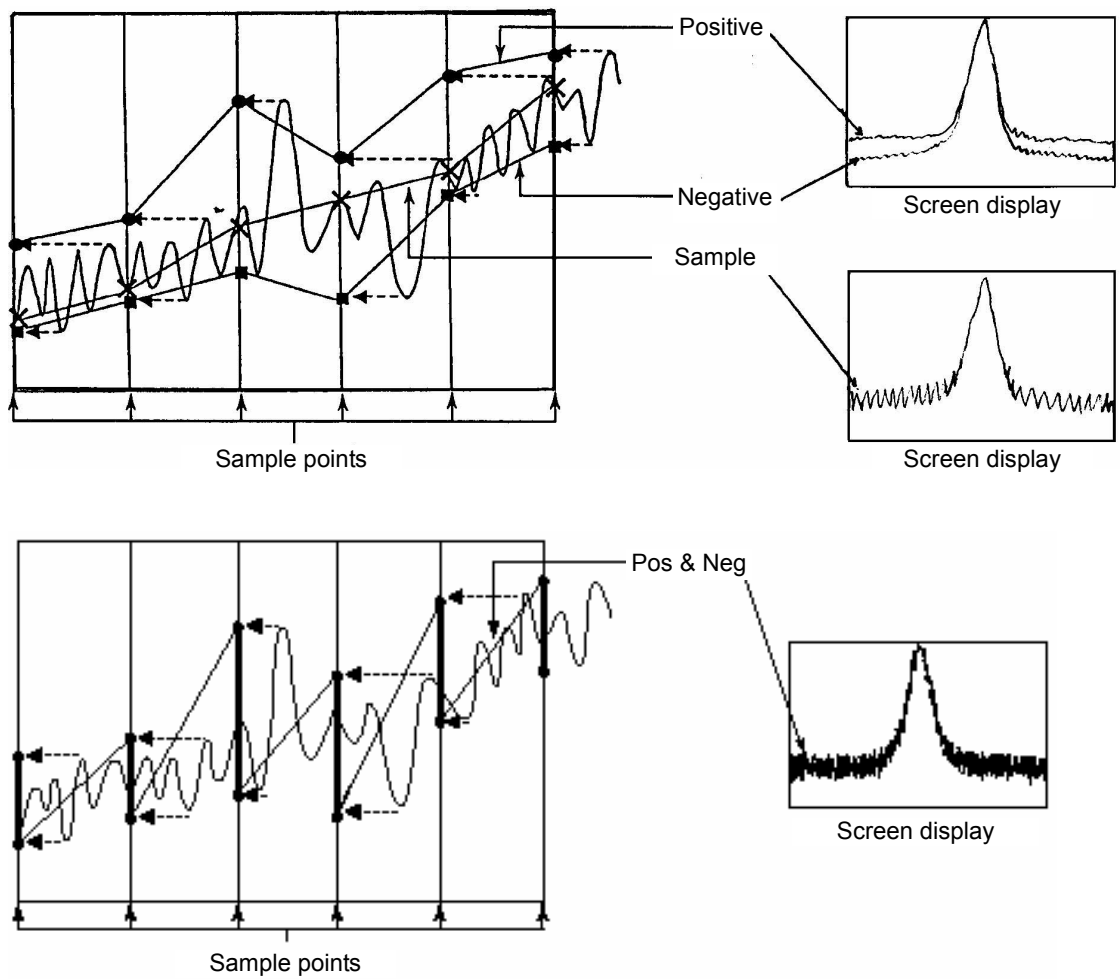 Positive
Negative
Screen display
Sample
Sample points
Screen display
Pos & Neg
Screen display
Sample points